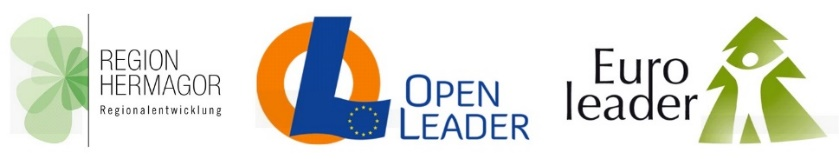 REGION
HERMAGOR
Regionalentwicklung
OPEN
LEADER
Euro
leader